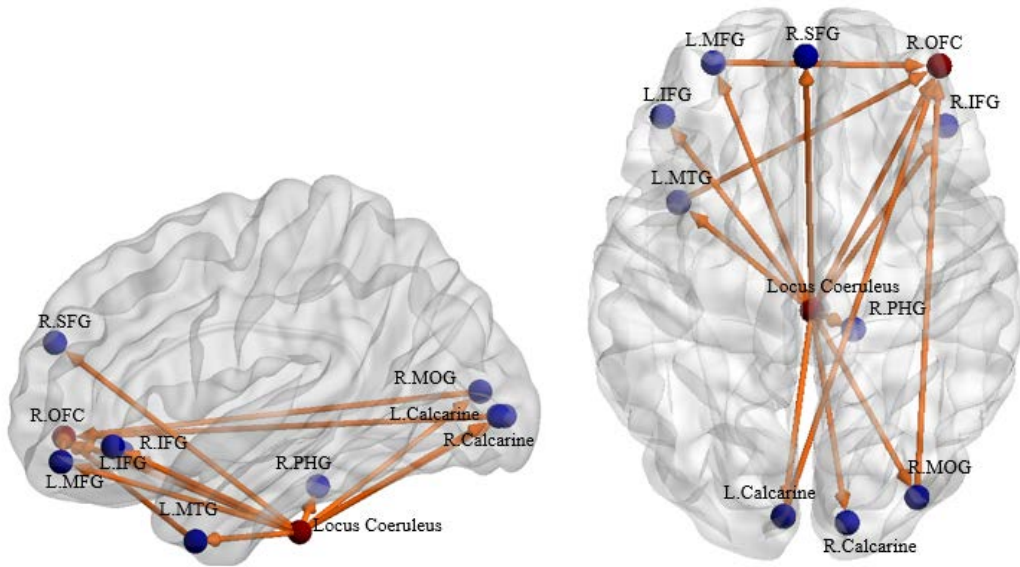 R.SFG
R.OFC
R.IFG
L.IFG
L.MFG
L.MTG
R.PHG
Locus Coeruleus
R.MOG
L.Calcarine
R.Calcarine
L.MFG
R.SFG
R.OFC
L.IFG
R.IFG
L.MTG
Locus Coeruleus
R.PHG
R.MOG
L.Calcarine
R.Calcarine